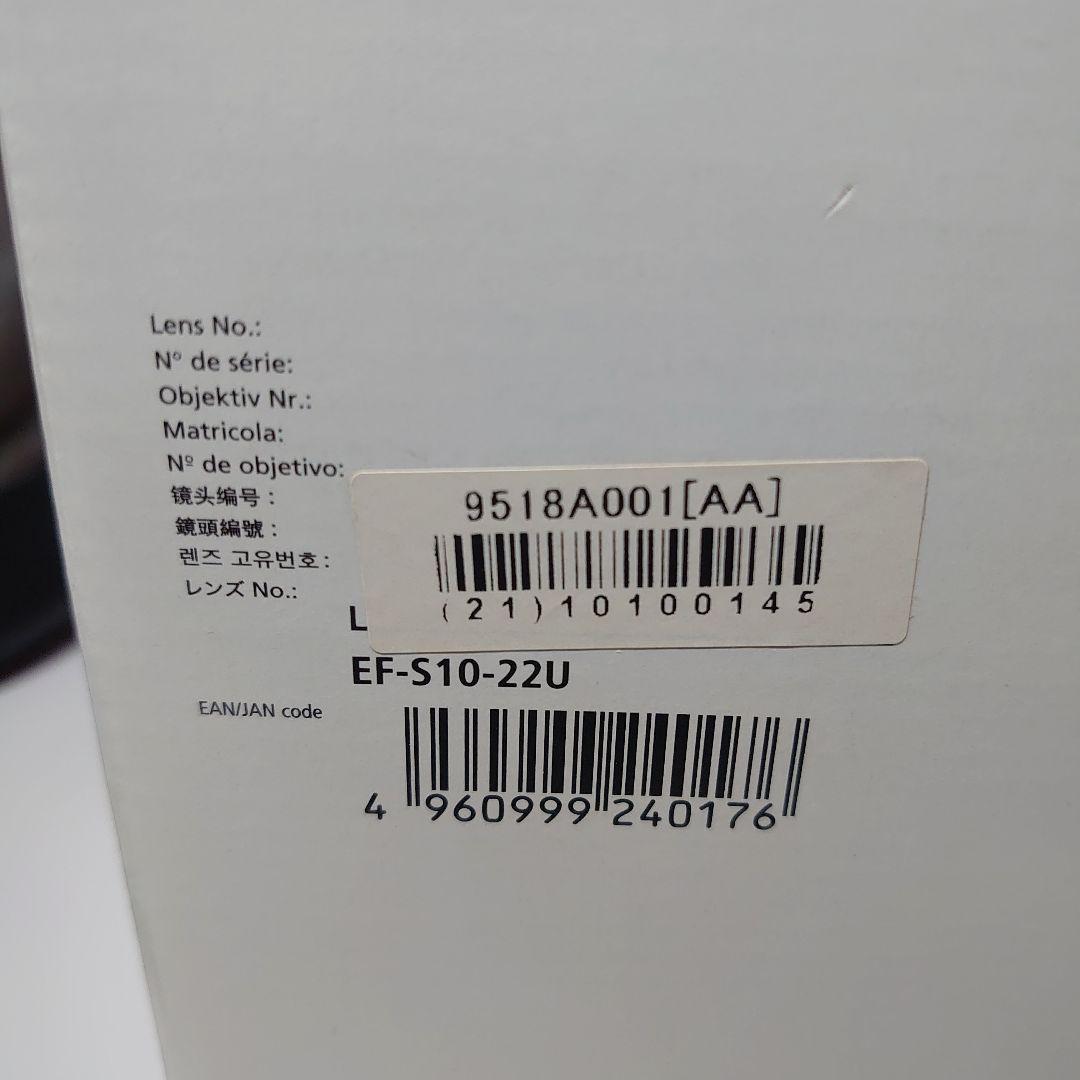 Lens No.:
Nº de série:
Objektiv Nr.:
Matricola:
Nº de objetivo:
镜头编号：
鏡頭編號：
렌즈 고유번호:
レンズ No.:
9518A001[AA]
(21)10100145
L
EF-S10-22U
EAN/JAN code
4 960999 240176